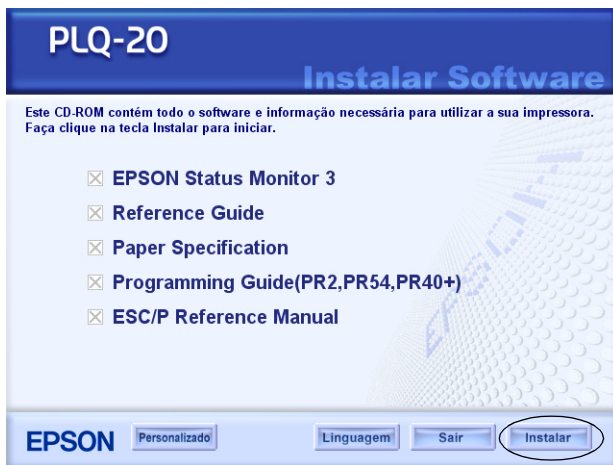 PLQ-20
Instalar Software
Este CD-ROM contém todo o software e informação necessária para utilizar a sua impressora.
Faça clique na tecla Instalar para iniciar.
EPSON Status Monitor 3
Reference Guide
Paper Specification
Programming Guide(PR2,PR54,PR40+)
ESC/P Reference Manual
EPSON
EPSON Personalizado Linguagem Sair Instalar